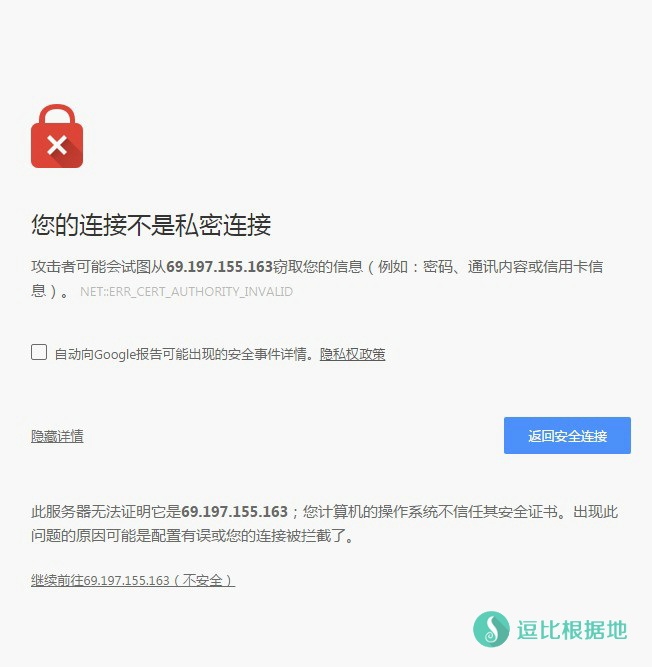 您的连接不是私密连接
攻击者可能会试图从69.197.155.163窃取您的信息（例如：密码、通讯内容或信用卡信
息）。 NET::ERR_CERT_AUTHORITY_INVALID
自动向Google报告可能出现的安全事件详情。隐私权政策
隐藏详情
返回安全连接
此服务器无法证明它是69.197.155.163；您计算机的操作系统不信任其安全证书。出现此
问题的原因可能是配置有误或您的连接被拦截了。
继续前往69.197.155.163（不安全）
逗比根据地